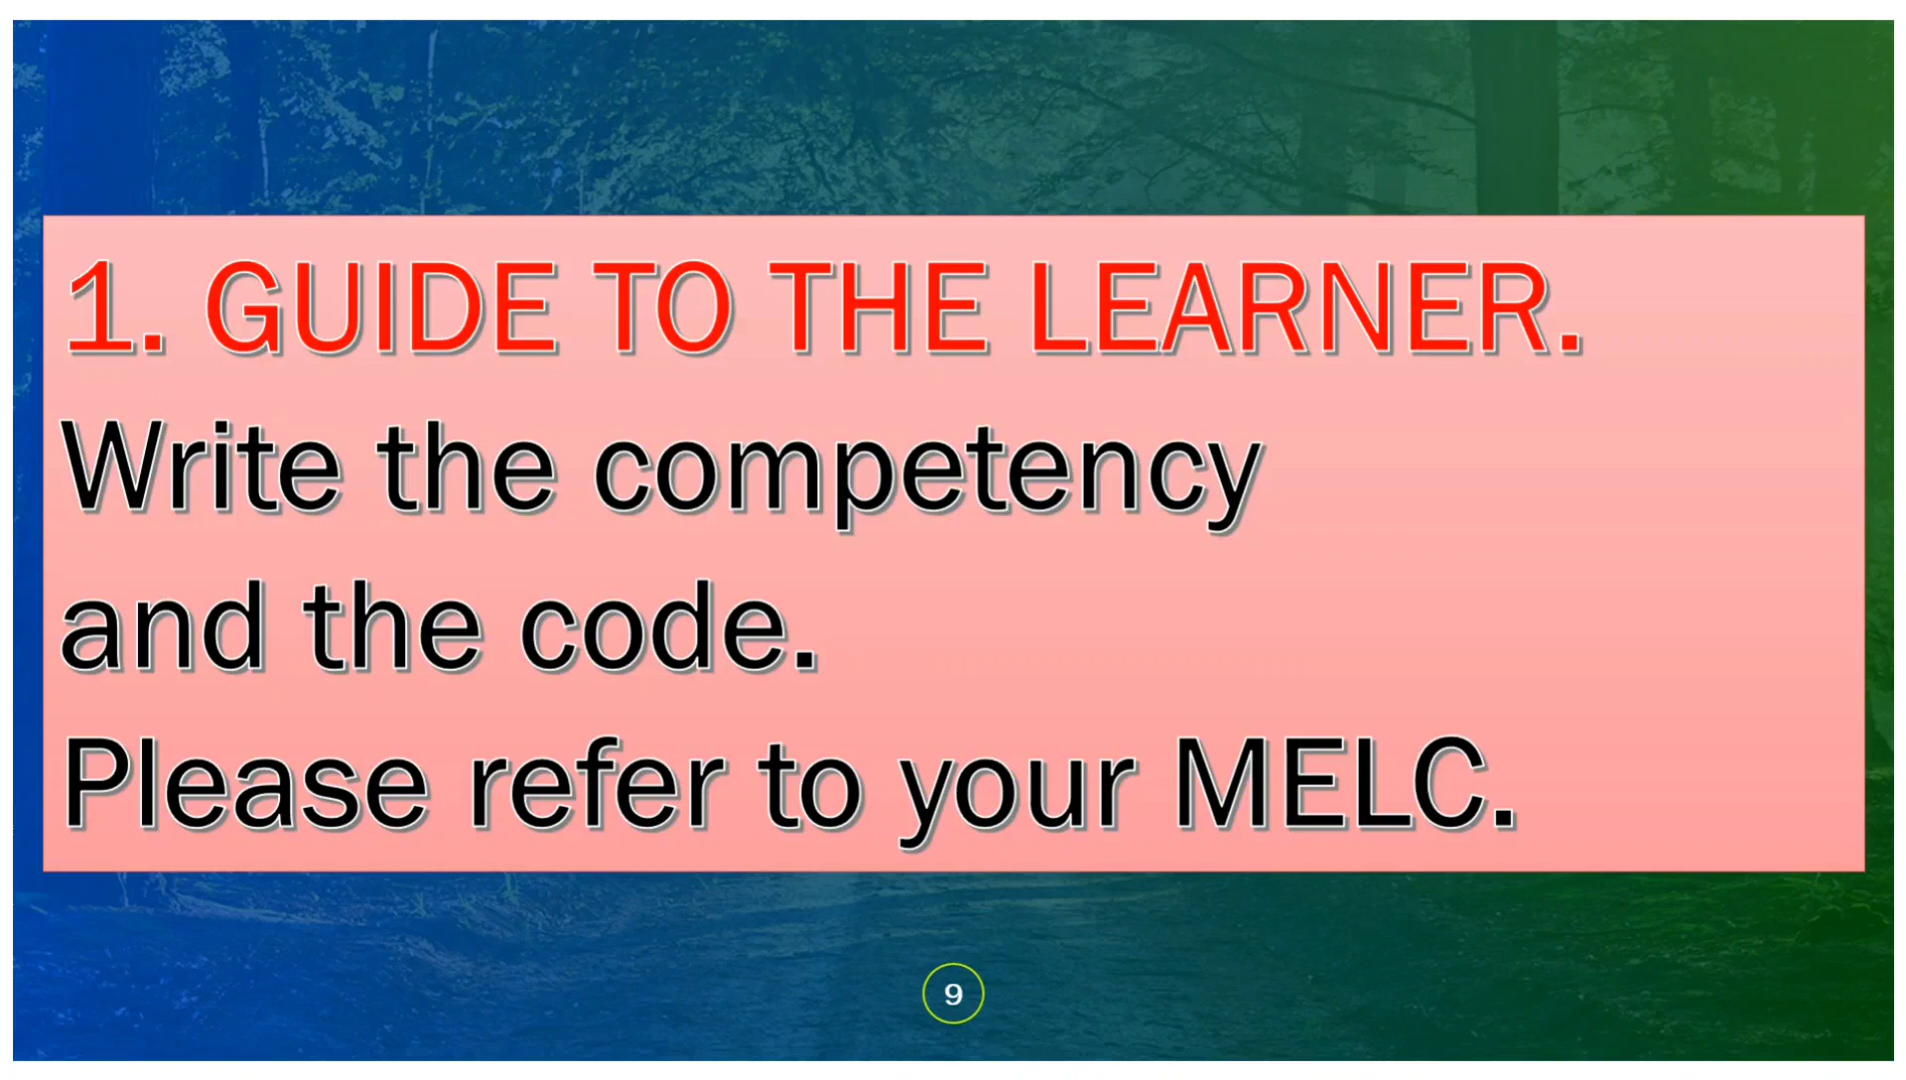 1. GUIDE TO THE LEARNER.
Write the competency
and the code.
Please refer to your MELC.
9